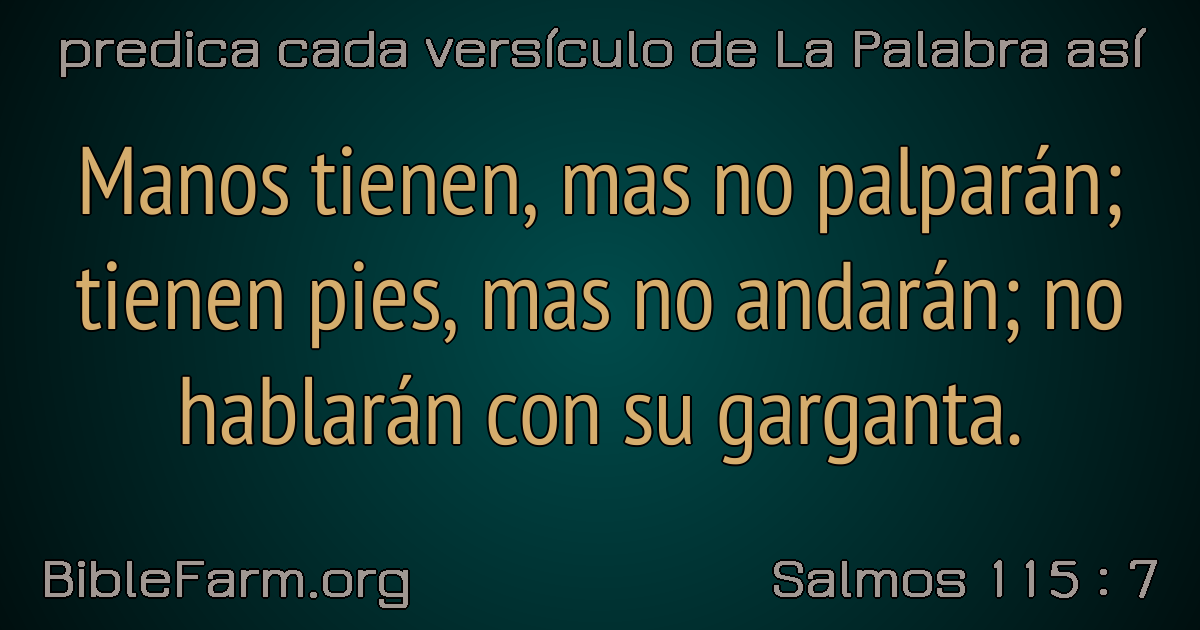 predica cada versículo de La Palabra así
Manos tienen, mas no palparán;
tienen pies, mas no andarán; no
hablarán con su garganta.
BibleFarm.org
Salmos 115 : 7